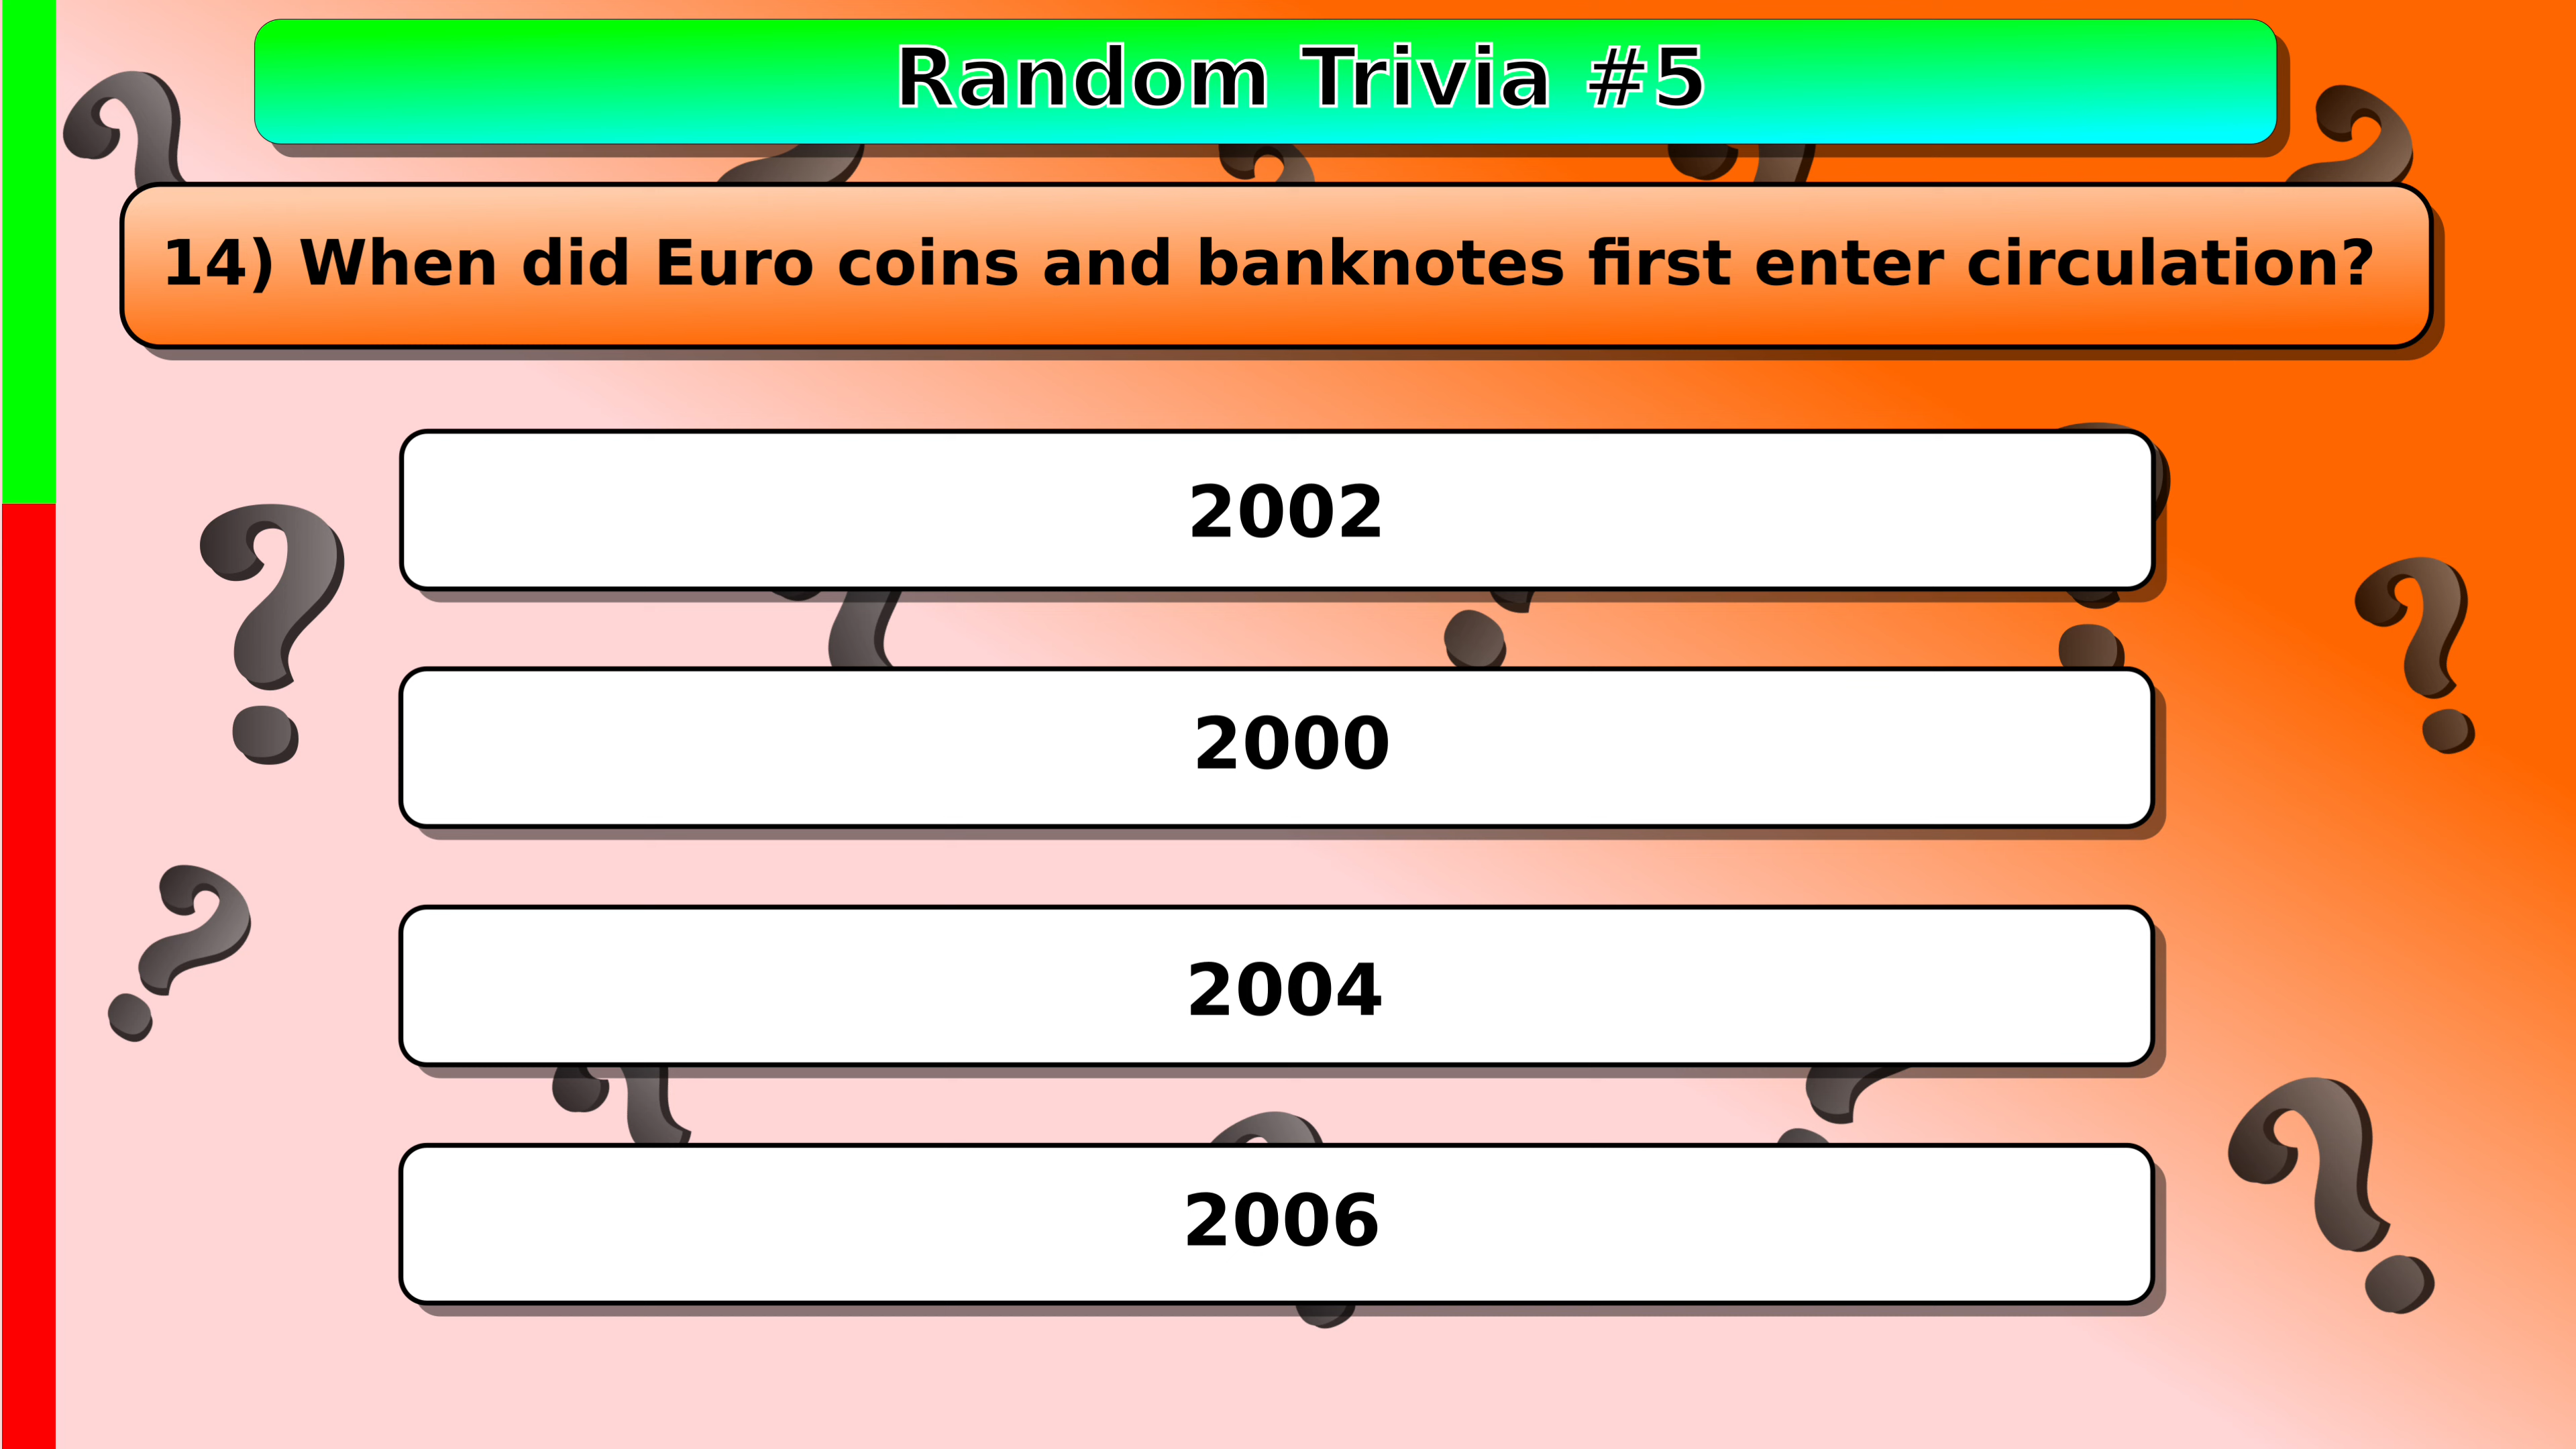 Random Trivia #5
14) When did Euro coins and banknotes first enter circulation?
2002
2000
2004
2006